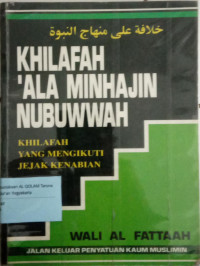 خلافة على منهاج النبوة
KHILAFAH
'ALA MINHAJIN
NUBUWWAH
KHILAFAH
YANG MENGIKUTI
JEJAK KENABIAN
WALI AL FATTAAH
JALAN KELUAR PENYATUAN KAUM MUSLIMIN